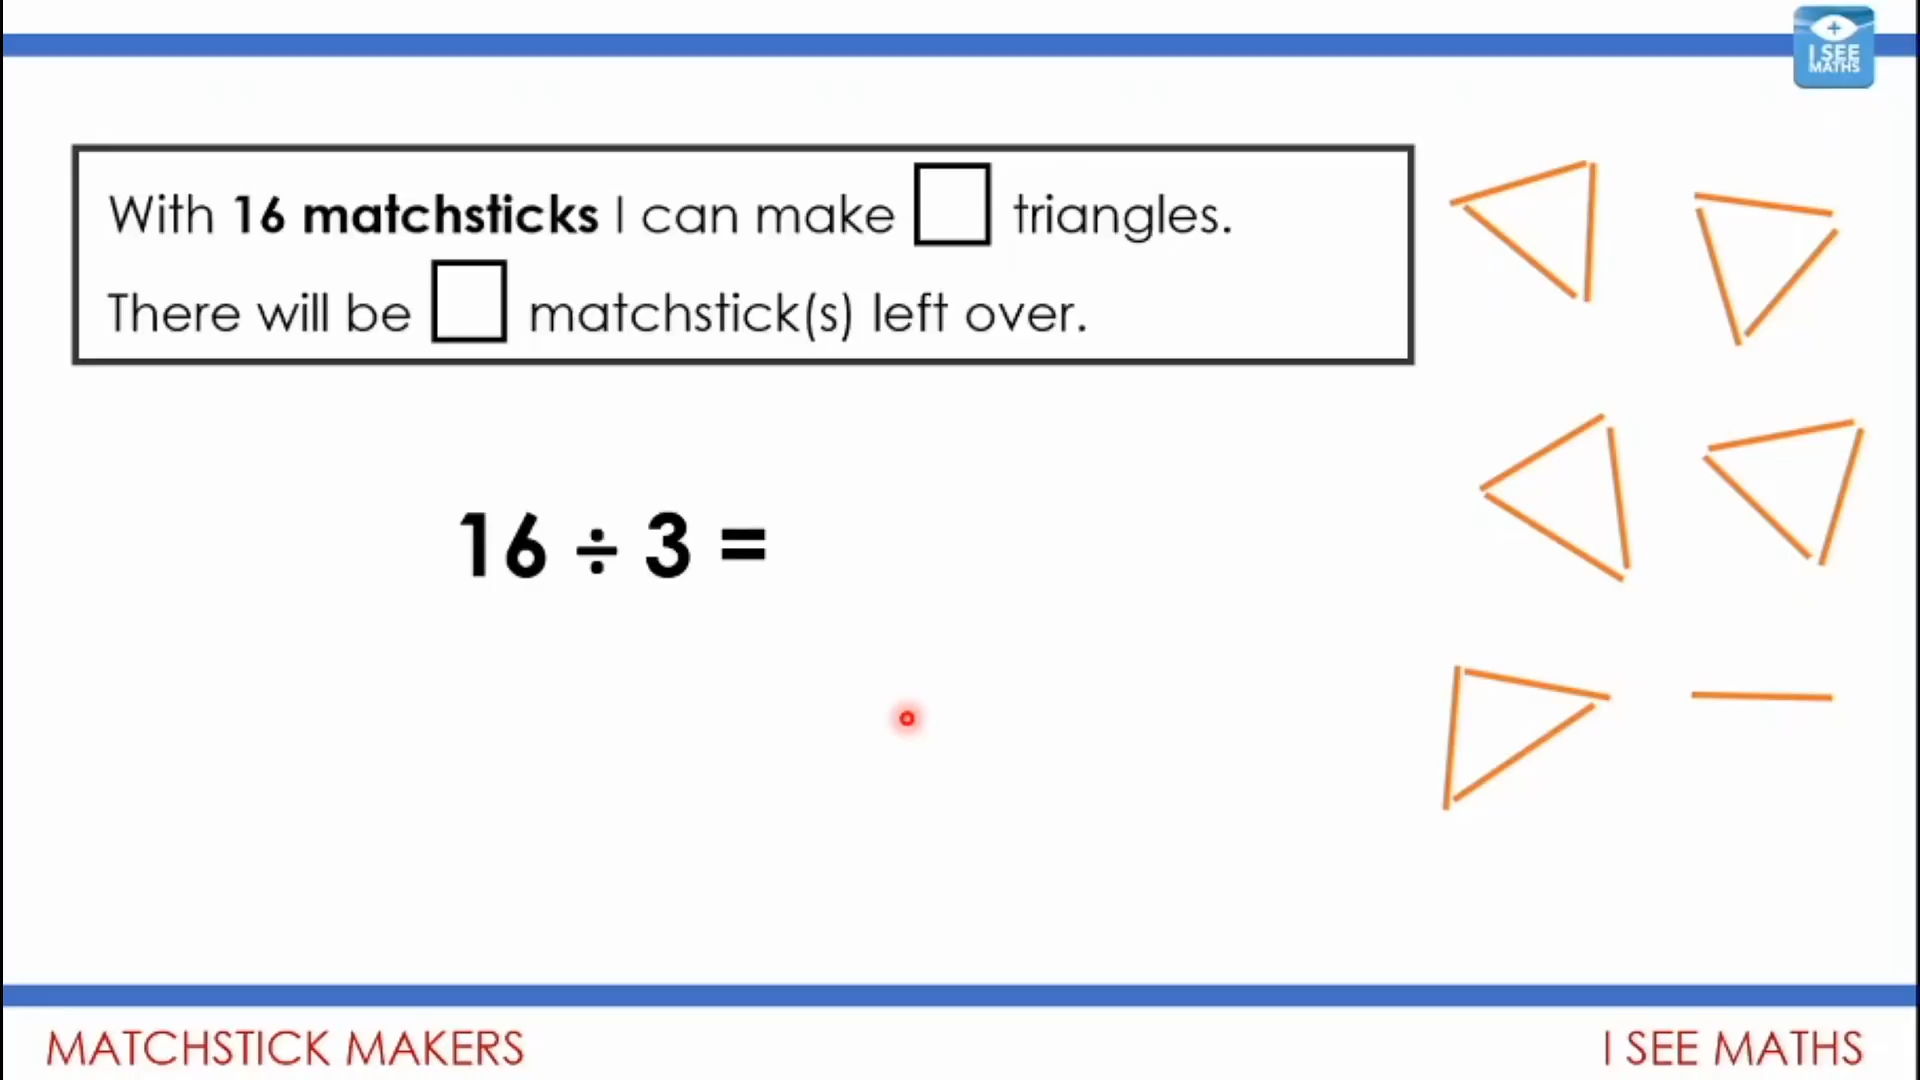 I SEE
MATHS
With 16 matchsticks I can make triangles.
There will be matchstick(s) left over.
16 ÷ 3 =
MATCHSTICK MAKERS
I SEE MATHS